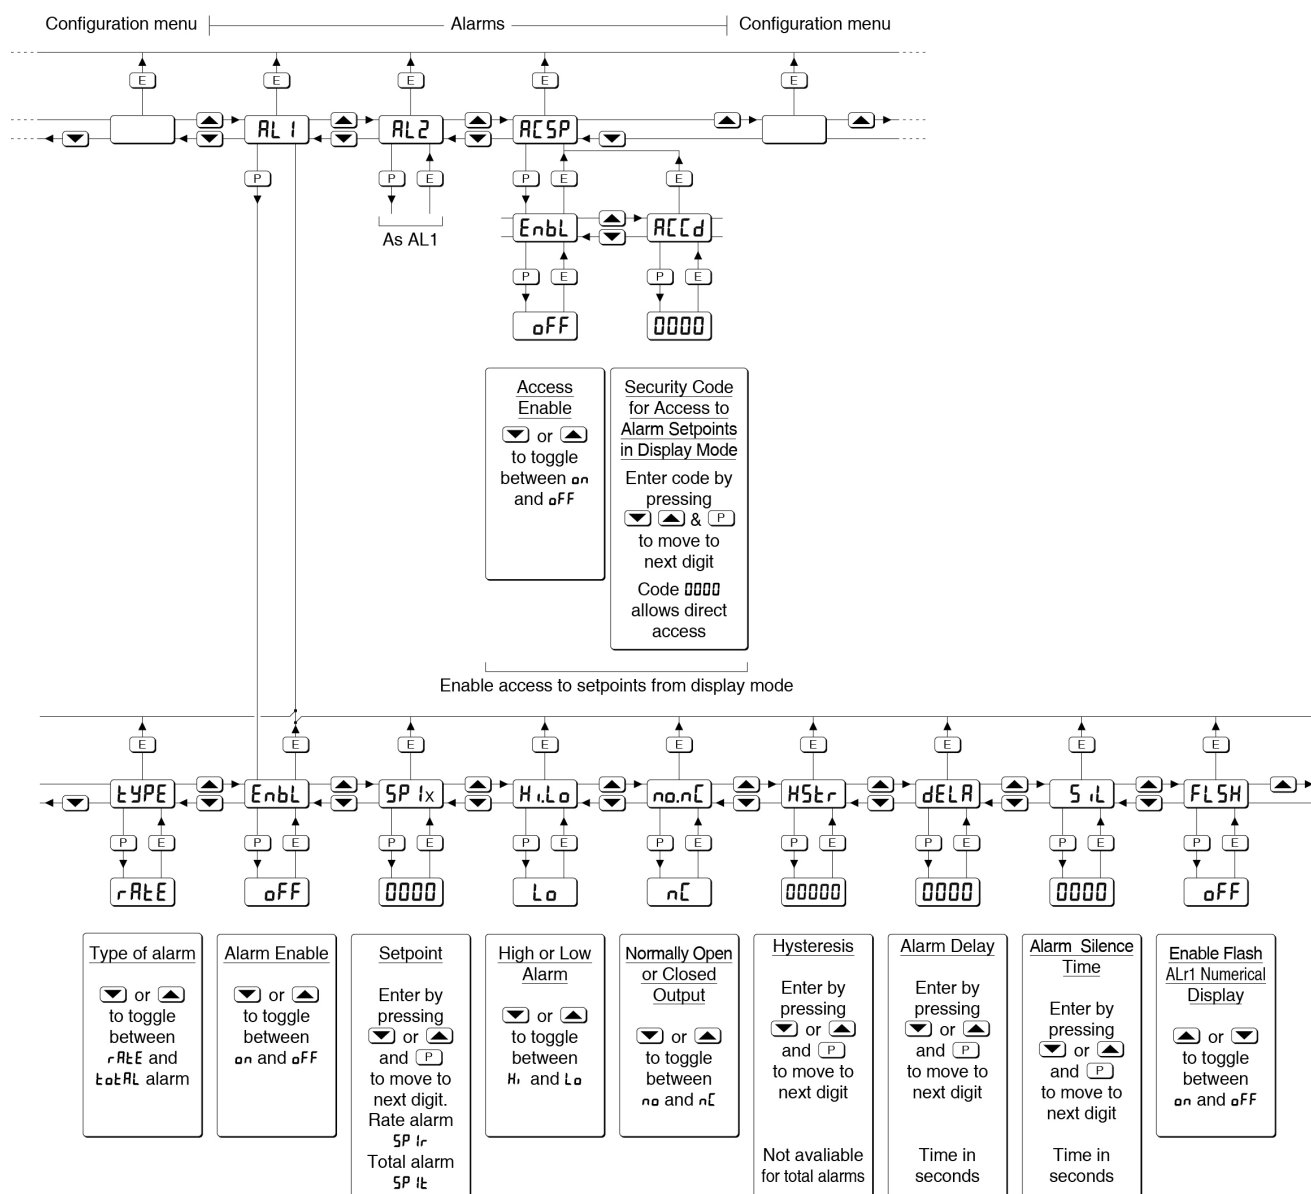 Configuration menu Alarms Configuration menu
E E E E E
AL1 AL2 ACSP
P P E P E E
As AL1
EnbL ACCd
P E P E
oFF 0000
Access
Enable
or
to toggle
between on
and oFF
Security Code
for Access to
Alarm Setpoints
in Display Mode
Enter code by
pressing
& P
to move to
next digit
Code 0000
allows direct
access
Enable access to setpoints from display mode
E E E E E E E E E
tYPE EnbL SP1x Hi.Lo no.nC HStr dELA SiL FLSH
P E P E P E P E P E P E P E P E P E
rAtE oFF 0000 Lo nC 00000 0000 0000 oFF
Type of alarm
or
to toggle
between
rAtE and
totAL alarm
Alarm Enable
or
to toggle
between
on and oFF
Setpoint
Enter by
pressing
or
and P
to move to
next digit.
Rate alarm
SP1r
Total alarm
SP1t
High or Low
Alarm
or
to toggle
between
Hi and Lo
Normally Open
or Closed
Output
or
to toggle
between
no and nC
Hysteresis
Enter by
pressing
or
and P
to move to
next digit
Not avaliable
for total alarms
Alarm Delay
Enter by
pressing
or
and P
to move to
next digit
Time in
seconds
Alarm Silence
Time
Enter by
pressing
or
and P
to move to
next digit
Time in
seconds
Enable Flash
ALr1 Numerical
Display
or
to toggle
between
on and oFF